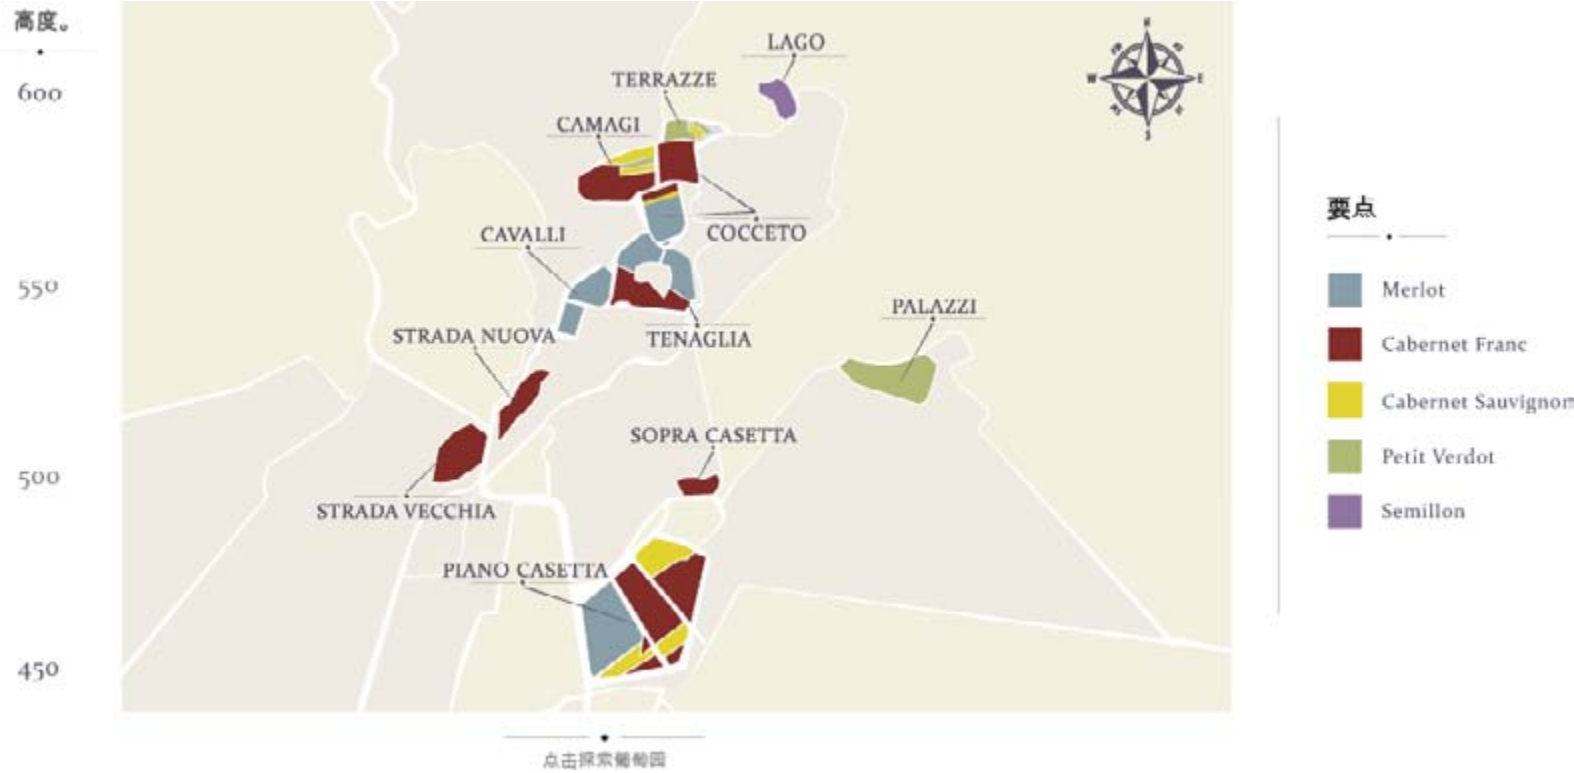 高度。
600
550
500
450
LAGO
TERRAZZE
CAMAGI
CAVALLI
COCCETO
STRADA NUOVA
TENAGLIA
PALAZZI
SOPRA CASETTA
STRADA VECCHIA
PIANO CASETTA
N
W
E
S
要点
Merlot
Cabernet Franc
Cabernet Sauvignon
Petit Verdot
Semillon
点击探索葡萄园